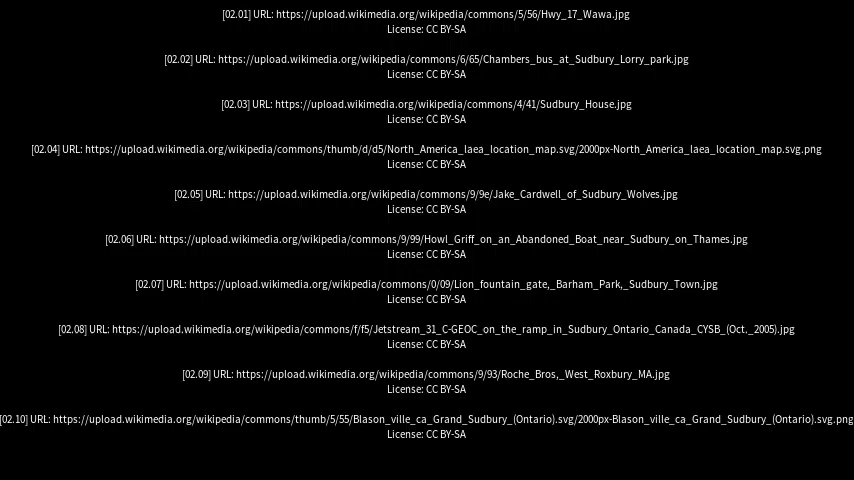 [02.01] URL: https://upload.wikimedia.org/wikipedia/commons/5/56/Hwy_17_Wawa.jpg
License: CC BY-SA
[02.02] URL: https://upload.wikimedia.org/wikipedia/commons/6/65/Chambers_bus_at_Sudbury_Lorry_park.jpg
License: CC BY-SA
[02.03] URL: https://upload.wikimedia.org/wikipedia/commons/4/41/Sudbury_House.jpg
License: CC BY-SA
[02.04] URL: https://upload.wikimedia.org/wikipedia/commons/thumb/d/d5/North_America_laea_location_map.svg/2000px-North_America_laea_location_map.svg.png
License: CC BY-SA
[02.05] URL: https://upload.wikimedia.org/wikipedia/commons/9/9e/Jake_Cardwell_of_Sudbury_Wolves.jpg
License: CC BY-SA
[02.06] URL: https://upload.wikimedia.org/wikipedia/commons/9/99/Howl_Griff_on_an_Abandoned_Boat_near_Sudbury_on_Thames.jpg
License: CC BY-SA
[02.07] URL: https://upload.wikimedia.org/wikipedia/commons/0/09/Lion_fountain_gate,_Barham_Park,_Sudbury_Town.jpg
License: CC BY-SA
[02.08] URL: https://upload.wikimedia.org/wikipedia/commons/f/f5/Jetstream_31_C-GEOC_on_the_ramp_in_Sudbury_Ontario_Canada_CYSB_(Oct._2005).jpg
License: CC BY-SA
[02.09] URL: https://upload.wikimedia.org/wikipedia/commons/9/93/Roche_Bros,_West_Roxbury_MA.jpg
License: CC BY-SA
[02.10] URL: https://upload.wikimedia.org/wikipedia/commons/thumb/5/55/Blason_ville_ca_Grand_Sudbury_(Ontario).svg/2000px-Blason_ville_ca_Grand_Sudbury_(Ontario).svg.png
License: CC BY-SA